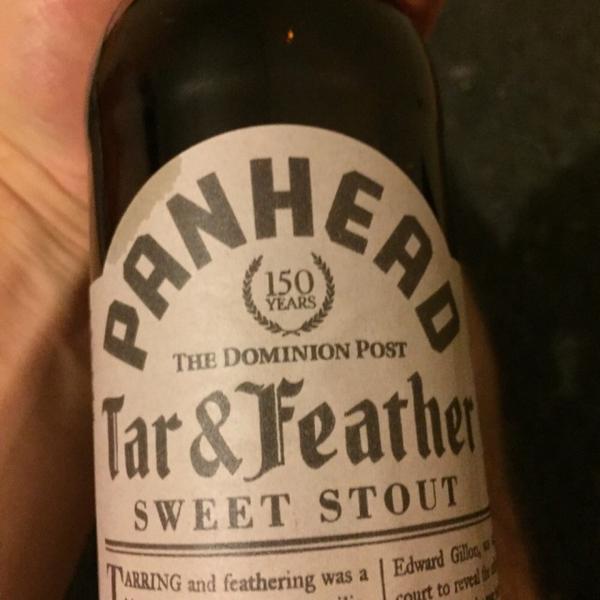 PANHEAD
150
YEARS
THE DOMINION POST
Tar & Feather
SWEET STOUT
TARRING and feathering was a
Edward Gillon,
court to reveal the